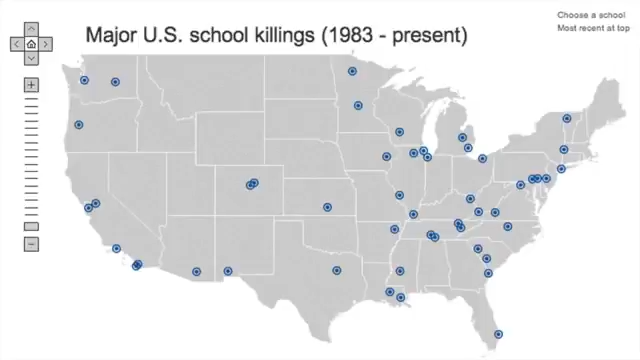 Major U.S. school killings (1983 - present)
Choose a school
Most recent at top